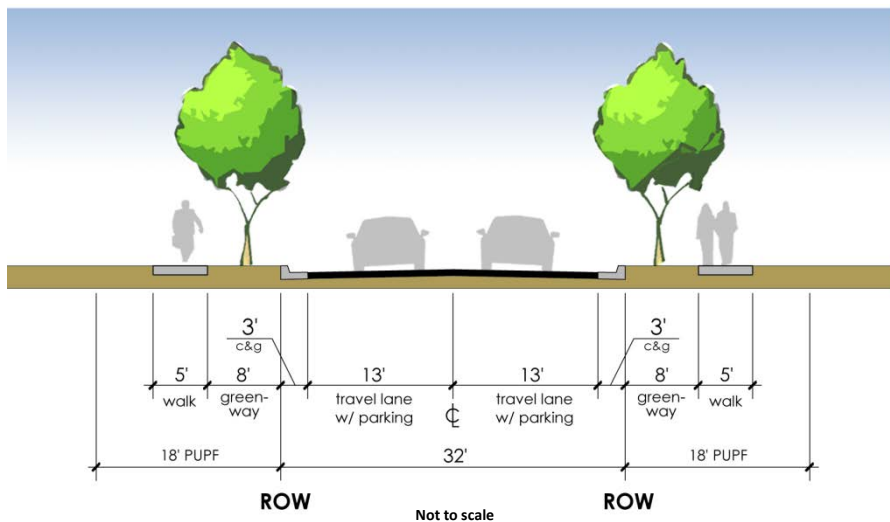 3'
c&g
3'
c&g
5'
8'
13'
13'
8'
5'
walk
green-
way
travel lane
w/ parking
℄
travel lane
w/ parking
green-
way
walk
18' PUPF
32'
18' PUPF
ROW
ROW
Not to scale